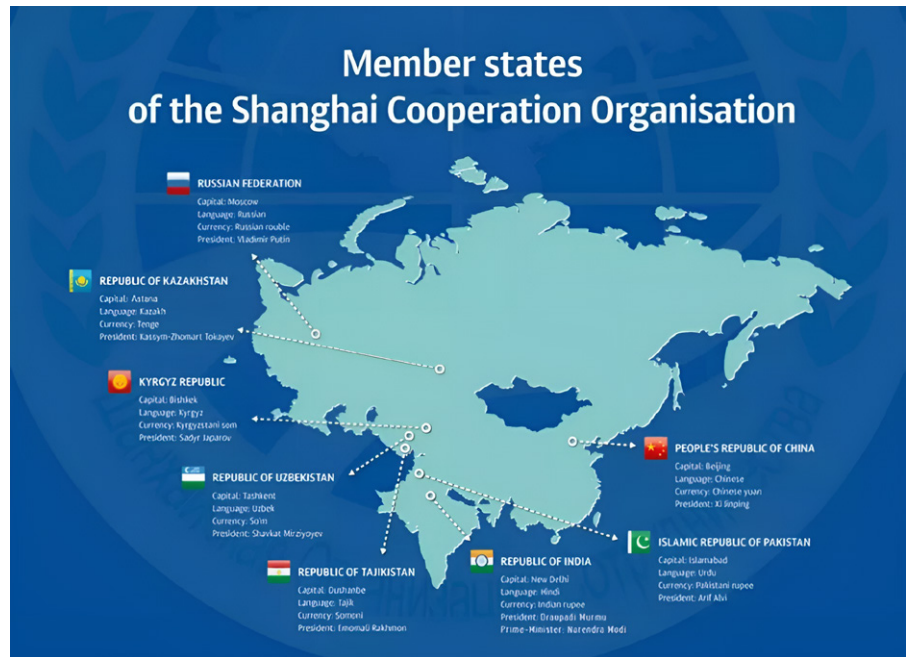 Member states
of the Shanghai Cooperation Organisation
RUSSIAN FEDERATION
Capital: Moscow
Language: Russian
Currency: Russian rouble
President: Vladimir Putin
REPUBLIC OF KAZAKHSTAN
Capital: Astana
Language: Kazakh
Currency: Tenge
President: Kassym-Zhomart Tokayev
KYRGYZ REPUBLIC
Capital: Bishkek
Language: Kyrgyz
Currency: Kyrgyzstani som
President: Sadyr Japarov
REPUBLIC OF UZBEKISTAN
Capital: Tashkent
Language: Uzbek
Currency: So'm
President: Shavkat Mirziyoyev
REPUBLIC OF TAJIKISTAN
Capital: Dushanbe
Language: Tajik
Currency: Somoni
President: Emomali Rakhmon
REPUBLIC OF INDIA
Capital: New Delhi
Language: Hindi
Currency: Indian rupee
President: Draupadi Murmu
Prime-Minister: Narendra Modi
PEOPLE'S REPUBLIC OF CHINA
Capital: Beijing
Language: Chinese
Currency: Chinese yuan
President: Xi Jinping
ISLAMIC REPUBLIC OF PAKISTAN
Capital: Islamabad
Language: Urdu
Currency: Pakistani rupee
President: Arif Alvi